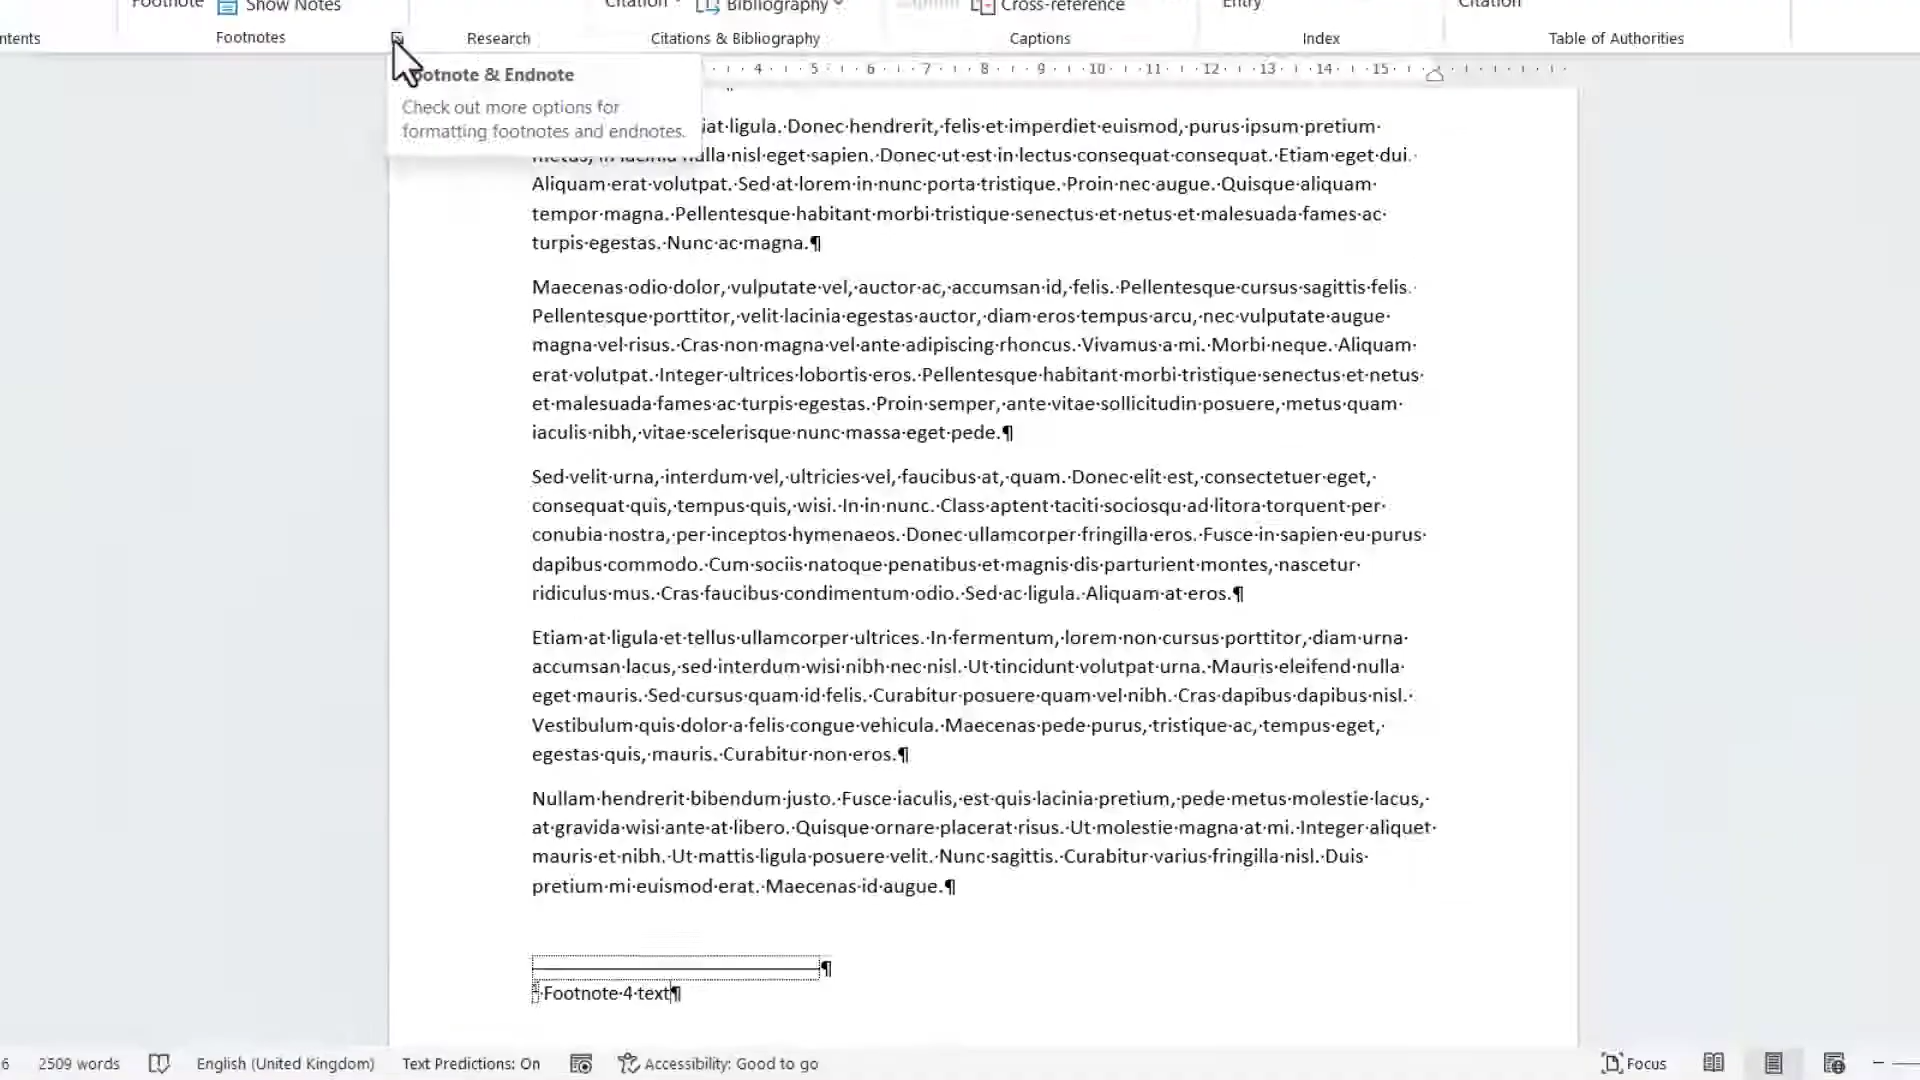 Footnote Show Notes Citation Bibliography Cross-reference Entry Citation
ntents Footnotes Research Citations & Bibliography Captions Index Table of Authorities
4 5 6 7 8 9 10 11 12 13 14 15
ootnote & Endnote
Check out more options for
formatting footnotes and endnotes.
iat·ligula.·Donec·hendrerit,·felis·et·imperdiet·euismod,·purus·ipsum·pretium·
metus,·in·lacinia·nulla·nisl·eget·sapien.·Donec·ut·est·in·lectus·consequat·consequat.·Etiam·eget·dui.·
Aliquam·erat·volutpat.·Sed·at·lorem·in·nunc·porta·tristique.·Proin·nec·augue.·Quisque·aliquam·
tempor·magna.·Pellentesque·habitant·morbi·tristique·senectus·et·netus·et·malesuada·fames·ac·
turpis·egestas.·Nunc·ac·magna.¶
Maecenas·odio·dolor,·vulputate·vel,·auctor·ac,·accumsan·id,·felis.·Pellentesque·cursus·sagittis·felis.·
Pellentesque·porttitor,·velit·lacinia·egestas·auctor,·diam·eros·tempus·arcu,·nec·vulputate·augue·
magna·vel·risus.·Cras·non·magna·vel·ante·adipiscing·rhoncus.·Vivamus·a·mi.·Morbi·neque.·Aliquam·
erat·volutpat.·Integer·ultrices·lobortis·eros.·Pellentesque·habitant·morbi·tristique·senectus·et·netus·
et·malesuada·fames·ac·turpis·egestas.·Proin·semper,·ante·vitae·sollicitudin·posuere,·metus·quam·
iaculis·nibh,·vitae·scelerisque·nunc·massa·eget·pede.¶
Sed·velit·urna,·interdum·vel,·ultricies·vel,·faucibus·at,·quam.·Donec·elit·est,·consectetuer·eget,·
consequat·quis,·tempus·quis,·wisi.·In·in·nunc.·Class·aptent·taciti·sociosqu·ad·litora·torquent·per·
conubia·nostra,·per·inceptos·hymenaeos.·Donec·ullamcorper·fringilla·eros.·Fusce·in·sapien·eu·purus·
dapibus·commodo.·Cum·sociis·natoque·penatibus·et·magnis·dis·parturient·montes,·nascetur·
ridiculus·mus.·Cras·faucibus·condimentum·odio.·Sed·ac·ligula.·Aliquam·at·eros.¶
Etiam·at·ligula·et·tellus·ullamcorper·ultrices.·In·fermentum,·lorem·non·cursus·porttitor,·diam·urna·
accumsan·lacus,·sed·interdum·wisi·nibh·nec·nisl.·Ut·tincidunt·volutpat·urna.·Mauris·eleifend·nulla·
eget·mauris.·Sed·cursus·quam·id·felis.·Curabitur·posuere·quam·vel·nibh.·Cras·dapibus·dapibus·nisl.·
Vestibulum·quis·dolor·a·felis·congue·vehicula.·Maecenas·pede·purus,·tristique·ac,·tempus·eget,·
egestas·quis,·mauris.·Curabitur·non·eros.¶
Nullam·hendrerit·bibendum·justo.·Fusce·iaculis,·est·quis·lacinia·pretium,·pede·metus·molestie·lacus,·
at·gravida·wisi·ante·at·libero.·Quisque·ornare·placerat·risus.·Ut·molestie·magna·at·mi.·Integer·aliquet·
mauris·et·nibh.·Ut·mattis·ligula·posuere·velit.·Nunc·sagittis.·Curabitur·varius·fringilla·nisl.·Duis·
pretium·mi·euismod·erat.·Maecenas·id·augue.¶
¶
·Footnote·4·text¶
6 2509 words English (United Kingdom) Text Predictions: On Accessibility: Good to go Focus